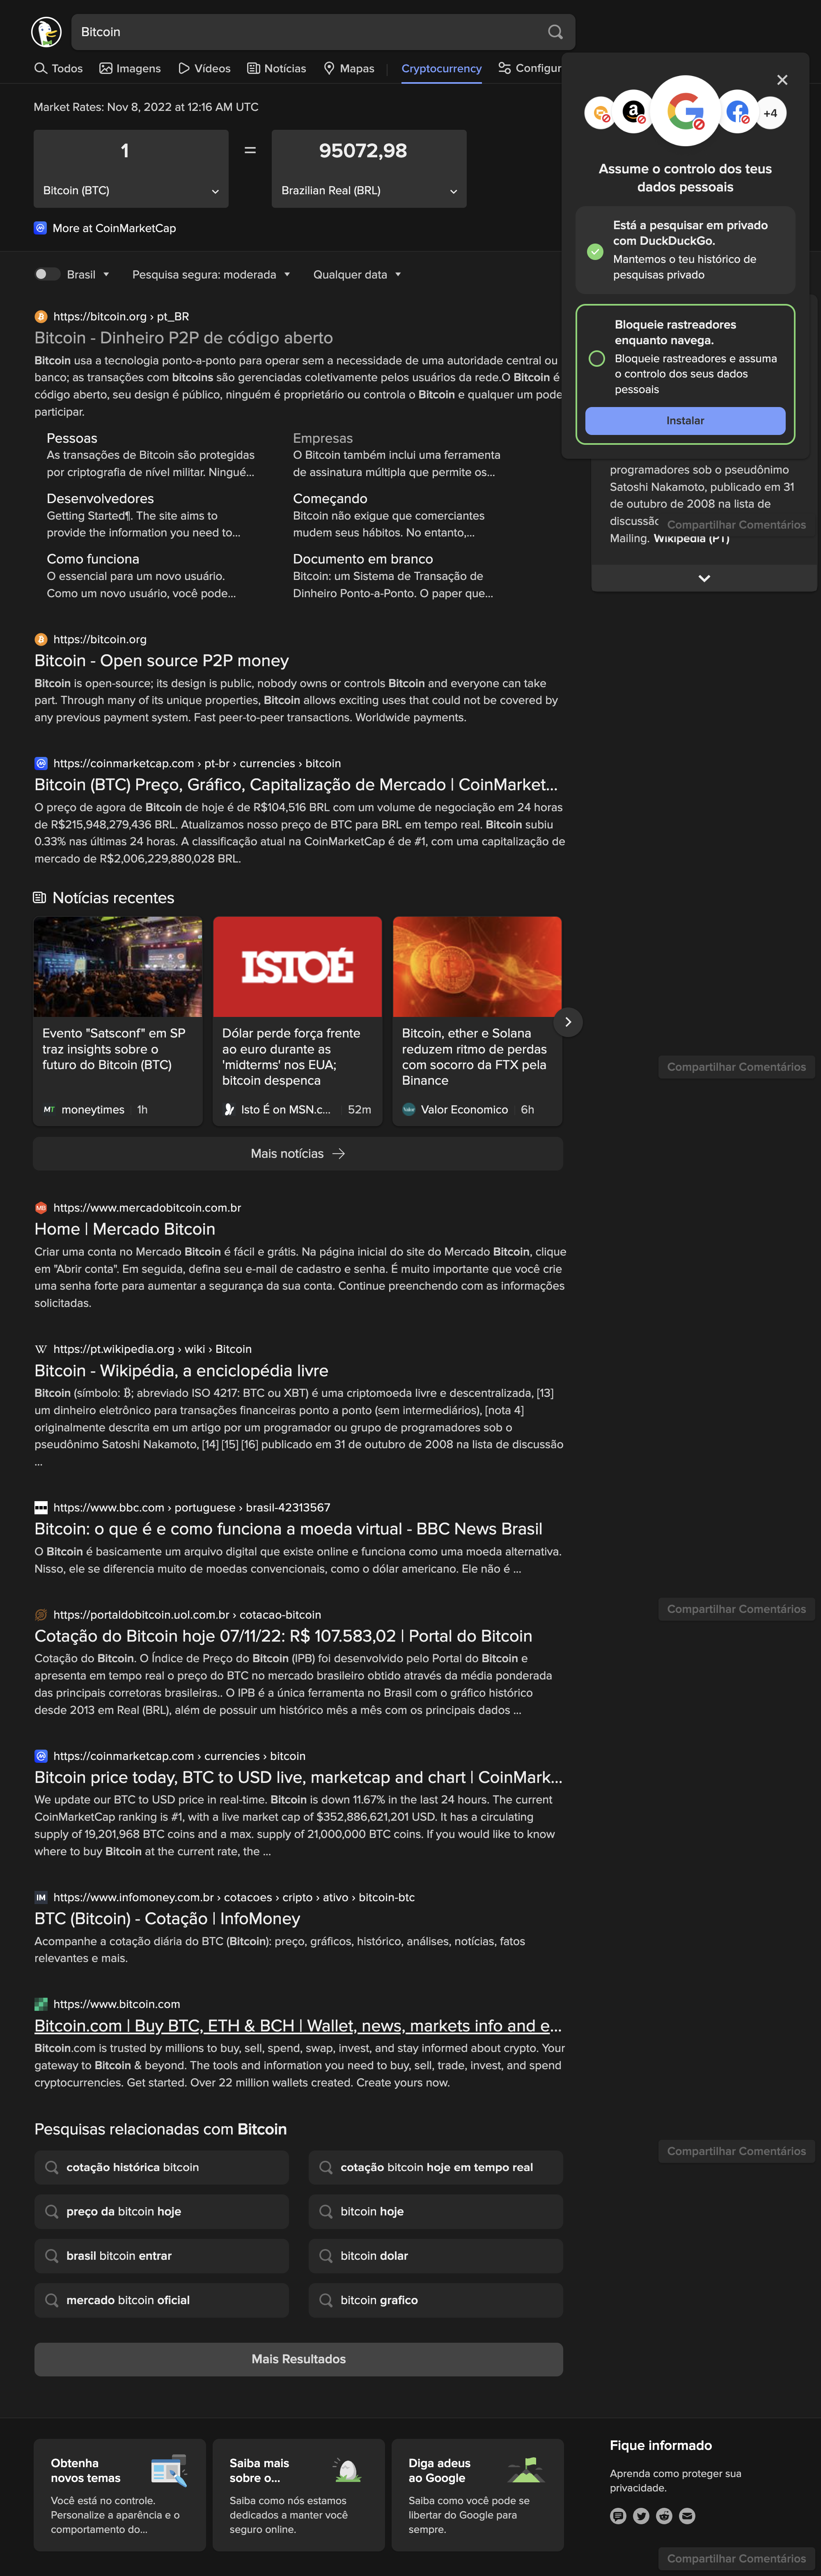 Bitcoin
Todos
Imagens
Vídeos
Notícias
Mapas
Cryptocurrency
Configur
Market Rates: Nov 8, 2022 at 12:16 AM UTC
1
=
95072,98
Bitcoin (BTC)
Brazilian Real (BRL)
More at CoinMarketCap
+4
Assume o controlo dos teus
dados pessoais
Está a pesquisar em privado
com DuckDuckGo.
Mantemos o teu histórico de
pesquisas privado
Bloqueie rastreadores
enquanto navega.
Bloqueie rastreadores e assuma
o controlo dos seus dados
pessoais
Instalar
Brasil
Pesquisa segura: moderada
Qualquer data
https://bitcoin.org › pt_BR
Bitcoin - Dinheiro P2P de código aberto
Bitcoin usa a tecnologia ponto-a-ponto para operar sem a necessidade de uma autoridade central ou
banco; as transações com bitcoins são gerenciadas coletivamente pelos usuários da rede.O Bitcoin é
código aberto, seu design é público, ninguém é proprietário ou controla o Bitcoin e qualquer um pode
participar.
Pessoas
As transações de Bitcoin são protegidas
por criptografia de nível militar. Ningué...
Empresas
O Bitcoin também inclui uma ferramenta
de assinatura múltipla que permite os...
Desenvolvedores
Getting Started¶. The site aims to
provide the information you need to...
Começando
Bitcoin não exigue que comerciantes
mudem seus hábitos. No entanto,...
Como funciona
O essencial para um novo usuário.
Como um novo usuário, você pode...
Documento em branco
Bitcoin: um Sistema de Transação de
Dinheiro Ponto-a-Ponto. O paper que...
programadores sob o pseudônimo
Satoshi Nakamoto, publicado em 31
de outubro de 2008 na lista de
discussão
Compartilhar Comentários
Mailing. Wikipedia (PT)
https://bitcoin.org
Bitcoin - Open source P2P money
Bitcoin is open-source; its design is public, nobody owns or controls Bitcoin and everyone can take
part. Through many of its unique properties, Bitcoin allows exciting uses that could not be covered by
any previous payment system. Fast peer-to-peer transactions. Worldwide payments.
https://coinmarketcap.com › pt-br › currencies › bitcoin
Bitcoin (BTC) Preço, Gráfico, Capitalização de Mercado | CoinMarket...
O preço de agora de Bitcoin de hoje é de R$104,516 BRL com um volume de negociação em 24 horas
de R$215,948,279,436 BRL. Atualizamos nosso preço de BTC para BRL em tempo real. Bitcoin subiu
0.33% nas últimas 24 horas. A classificação atual na CoinMarketCap é de #1, com uma capitalização de
mercado de R$2,006,229,880,028 BRL.
Notícias recentes
ISTOÉ
Evento "Satsconf" em SP
traz insights sobre o
futuro do Bitcoin (BTC)
MT moneytimes 1h
Dólar perde força frente
ao euro durante as
'midterms' nos EUA;
bitcoin despenca
Isto É on MSN.c... 52m
Bitcoin, ether e Solana
reduzem ritmo de perdas
com socorro da FTX pela
Binance
Valor Economico 6h
Compartilhar Comentários
Mais notícias
https://www.mercadobitcoin.com.br
Home | Mercado Bitcoin
Criar uma conta no Mercado Bitcoin é fácil e grátis. Na página inicial do site do Mercado Bitcoin, clique
em "Abrir conta". Em seguida, defina seu e-mail de cadastro e senha. É muito importante que você crie
uma senha forte para aumentar a segurança da sua conta. Continue preenchendo com as informações
solicitadas.
https://pt.wikipedia.org › wiki › Bitcoin
Bitcoin - Wikipédia, a enciclopédia livre
Bitcoin (símbolo: ₿; abreviado ISO 4217: BTC ou XBT) é uma criptomoeda livre e descentralizada, [13]
um dinheiro eletrônico para transações financeiras ponto a ponto (sem intermediários), [nota 4]
originalmente descrita em um artigo por um programador ou grupo de programadores sob o
pseudônimo Satoshi Nakamoto, [14] [15] [16] publicado em 31 de outubro de 2008 na lista de discussão
...
https://www.bbc.com › portuguese › brasil-42313567
Bitcoin: o que é e como funciona a moeda virtual - BBC News Brasil
O Bitcoin é basicamente um arquivo digital que existe online e funciona como uma moeda alternativa.
Nisso, ele se diferencia muito de moedas convencionais, como o dólar americano. Ele não é ...
Compartilhar Comentários
https://portaldobitcoin.uol.com.br › cotacao-bitcoin
Cotação do Bitcoin hoje 07/11/22: R$ 107.583,02 | Portal do Bitcoin
Cotação do Bitcoin. O Índice de Preço do Bitcoin (IPB) foi desenvolvido pelo Portal do Bitcoin e
apresenta em tempo real o preço do BTC no mercado brasileiro obtido através da média ponderada
das principais corretoras brasileiras.. O IPB é a única ferramenta no Brasil com o gráfico histórico
desde 2013 em Real (BRL), além de possuir um histórico mês a mês com os principais dados ...
https://coinmarketcap.com › currencies › bitcoin
Bitcoin price today, BTC to USD live, marketcap and chart | CoinMark...
We update our BTC to USD price in real-time. Bitcoin is down 11.67% in the last 24 hours. The current
CoinMarketCap ranking is #1, with a live market cap of $352,886,621,201 USD. It has a circulating
supply of 19,201,968 BTC coins and a max. supply of 21,000,000 BTC coins. If you would like to know
where to buy Bitcoin at the current rate, the ...
IM https://www.infomoney.com.br › cotacoes › cripto › ativo › bitcoin-btc
BTC (Bitcoin) - Cotação | InfoMoney
Acompanhe a cotação diária do BTC (Bitcoin): preço, gráficos, histórico, análises, notícias, fatos
relevantes e mais.
https://www.bitcoin.com
Bitcoin.com | Buy BTC, ETH & BCH | Wallet, news, markets info and e...
Bitcoin.com is trusted by millions to buy, sell, spend, swap, invest, and stay informed about crypto. Your
gateway to Bitcoin & beyond. The tools and information you need to buy, sell, trade, invest, and spend
cryptocurrencies. Get started. Over 22 million wallets created. Create yours now.
Pesquisas relacionadas com Bitcoin
Compartilhar Comentários
cotação histórica bitcoin
cotação bitcoin hoje em tempo real
preço da bitcoin hoje
bitcoin hoje
brasil bitcoin entrar
bitcoin dolar
mercado bitcoin oficial
bitcoin grafico
Mais Resultados
Obtenha
novos temas
Você está no controle.
Personalize a aparência e o
comportamento do...
Saiba mais
sobre o...
Saiba como nós estamos
dedicados a manter você
seguro online.
Diga adeus
ao Google
Saiba como você pode se
libertar do Google para
sempre.
Fique informado
Aprenda como proteger sua
privacidade.
Compartilhar Comentários